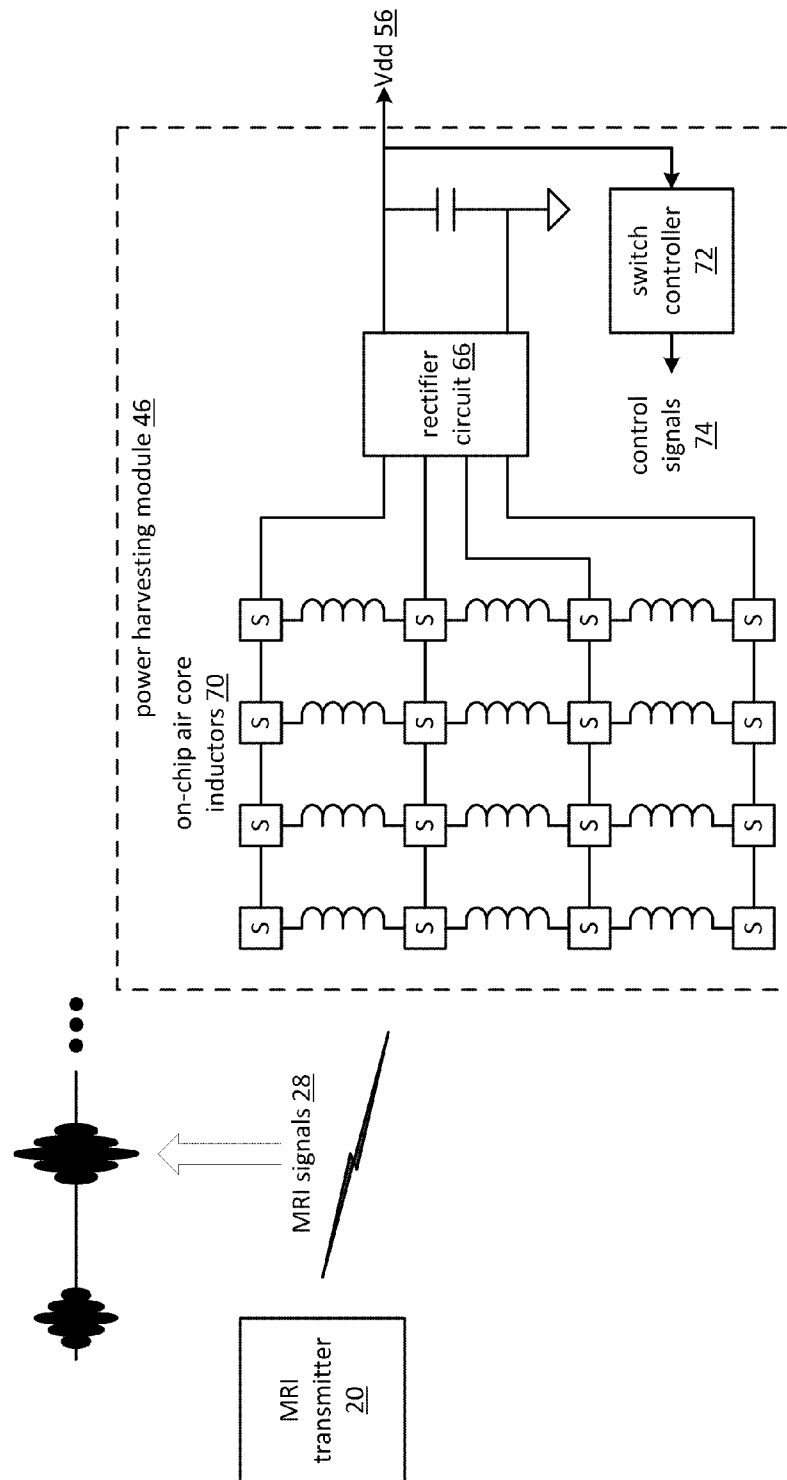 MRI
transmitter
20
MRI signals 28
power harvesting module 46
on-chip air core
inductors 70
S S S S
S S S S
S S S S
S S S S
rectifier
circuit 66
Vdd 56
switch
controller
72
control
signals
74